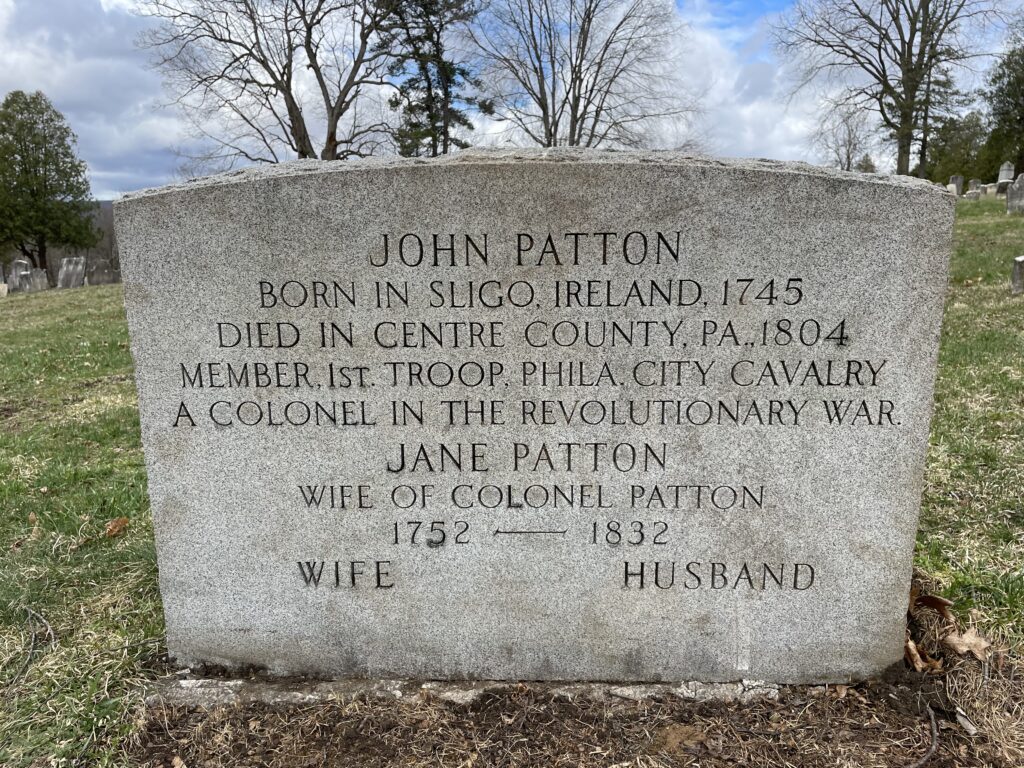 JOHN PATTON
BORN IN SLIGO, IRELAND, 1745
DIED IN CENTRE COUNTY, PA., 1804
MEMBER, 1ST. TROOP, PHILA. CITY CAVALRY
A COLONEL IN THE REVOLUTIONARY WAR.
JANE PATTON
WIFE OF COLONEL PATTON
1752 — 1832
WIFE HUSBAND